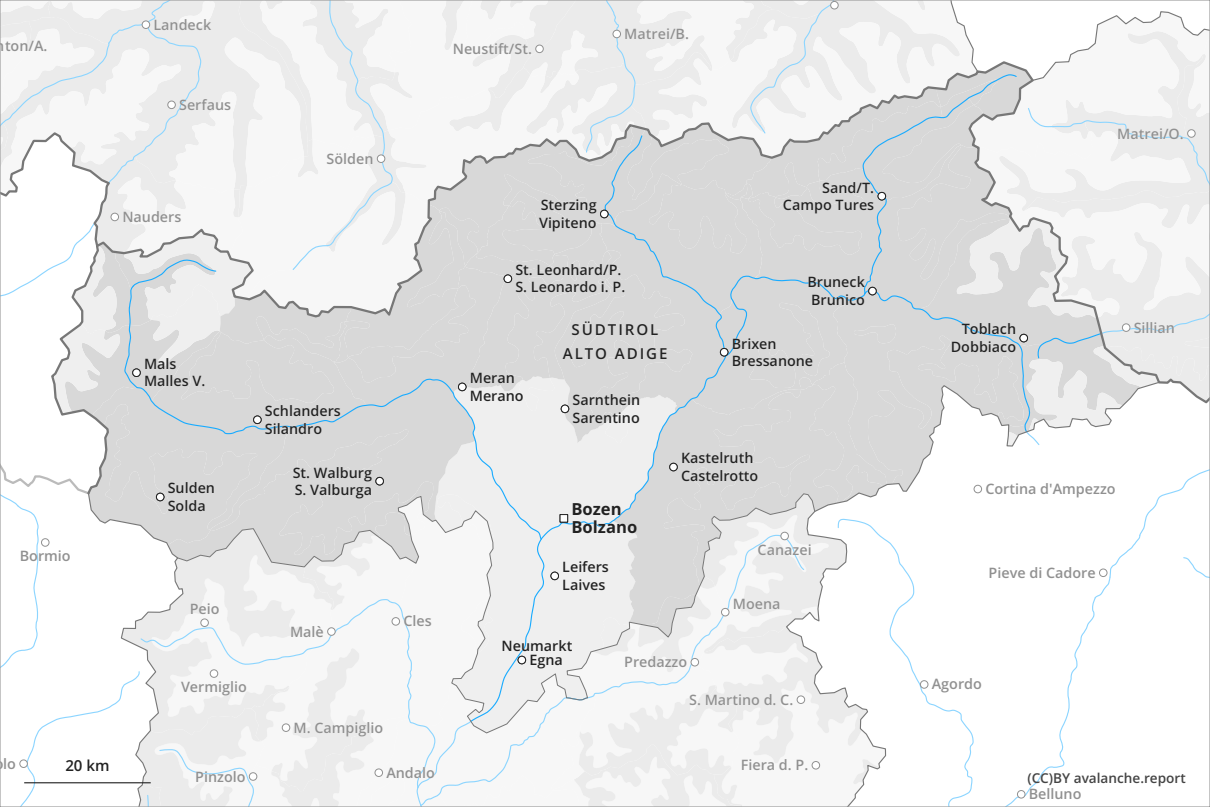 Landeck
nton/A.
Neustift/St.
Matrei/B.
Serfaus
Matrei/O.
Sölden
Nauders
Sand/T.
Campo Tures
Sterzing
Vipiteno
St. Leonhard/P.
S. Leonardo i. P.
Bruneck
Brunico
SÜDTIROL
ALTO ADIGE
Toblach
Dobbiaco
Sillian
Brixen
Bressanone
Mals
Malles V.
Meran
Merano
Sarnthein
Sarentino
Schlanders
Silandro
Kastelruth
Castelrotto
St. Walburg
S. Valburga
Sulden
Solda
Cortina d'Ampezzo
Bozen
Bolzano
Bormio
Canazei
Leifers
Laives
Pieve di Cadore
Peio
Moena
Malè
Cles
Neumarkt
Egna
Predazzo
Vermiglio
Agordo
S. Martino d. C.
M. Campiglio
olo
20 km
Pinzolo
Andalo
Fiera d. P.
(CC)BY avalanche.report
Belluno